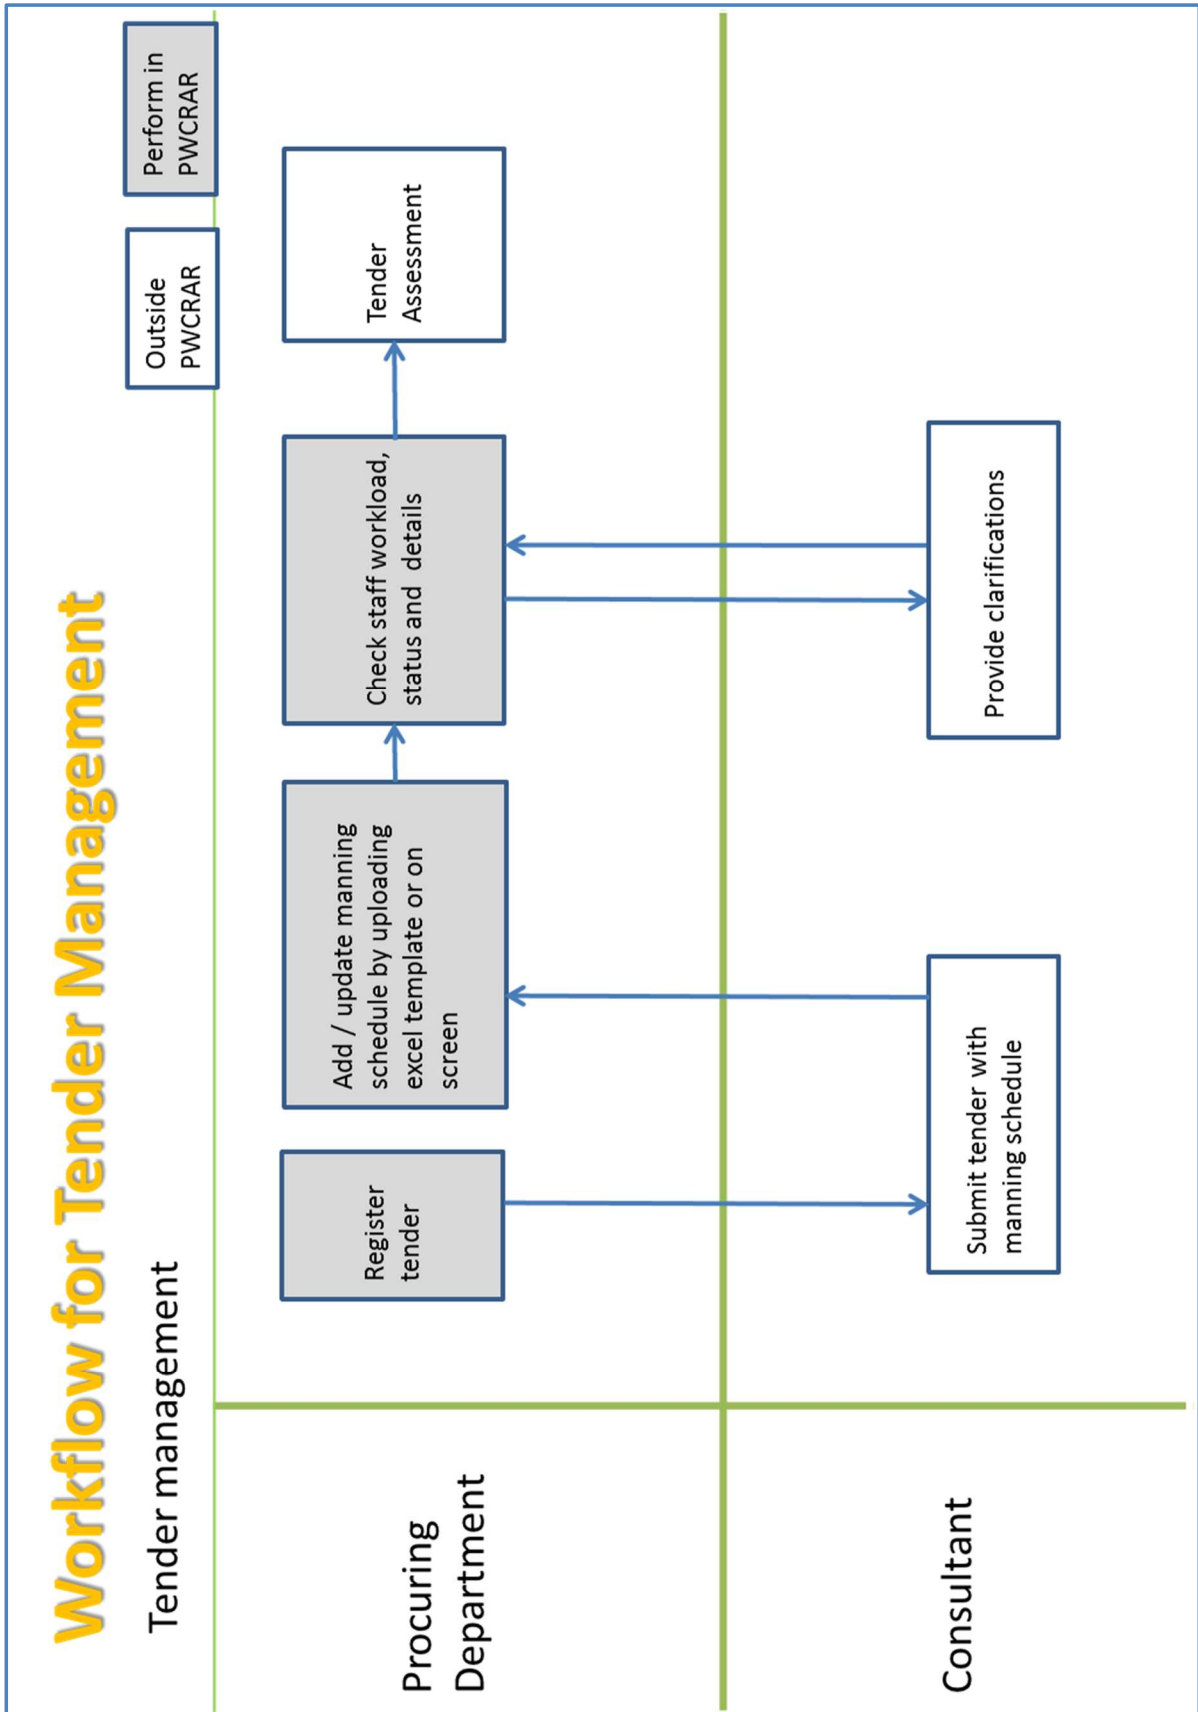 Workflow for Tender Management
Tender management
Outside
PWCRAR
Perform in
PWCRAR
Procuring
Department
Register
tender
Add / update manning
schedule by uploading
excel template or on
screen
Check staff workload,
status and details
Tender
Assessment
Consultant
Submit tender with
manning schedule
Provide clarifications